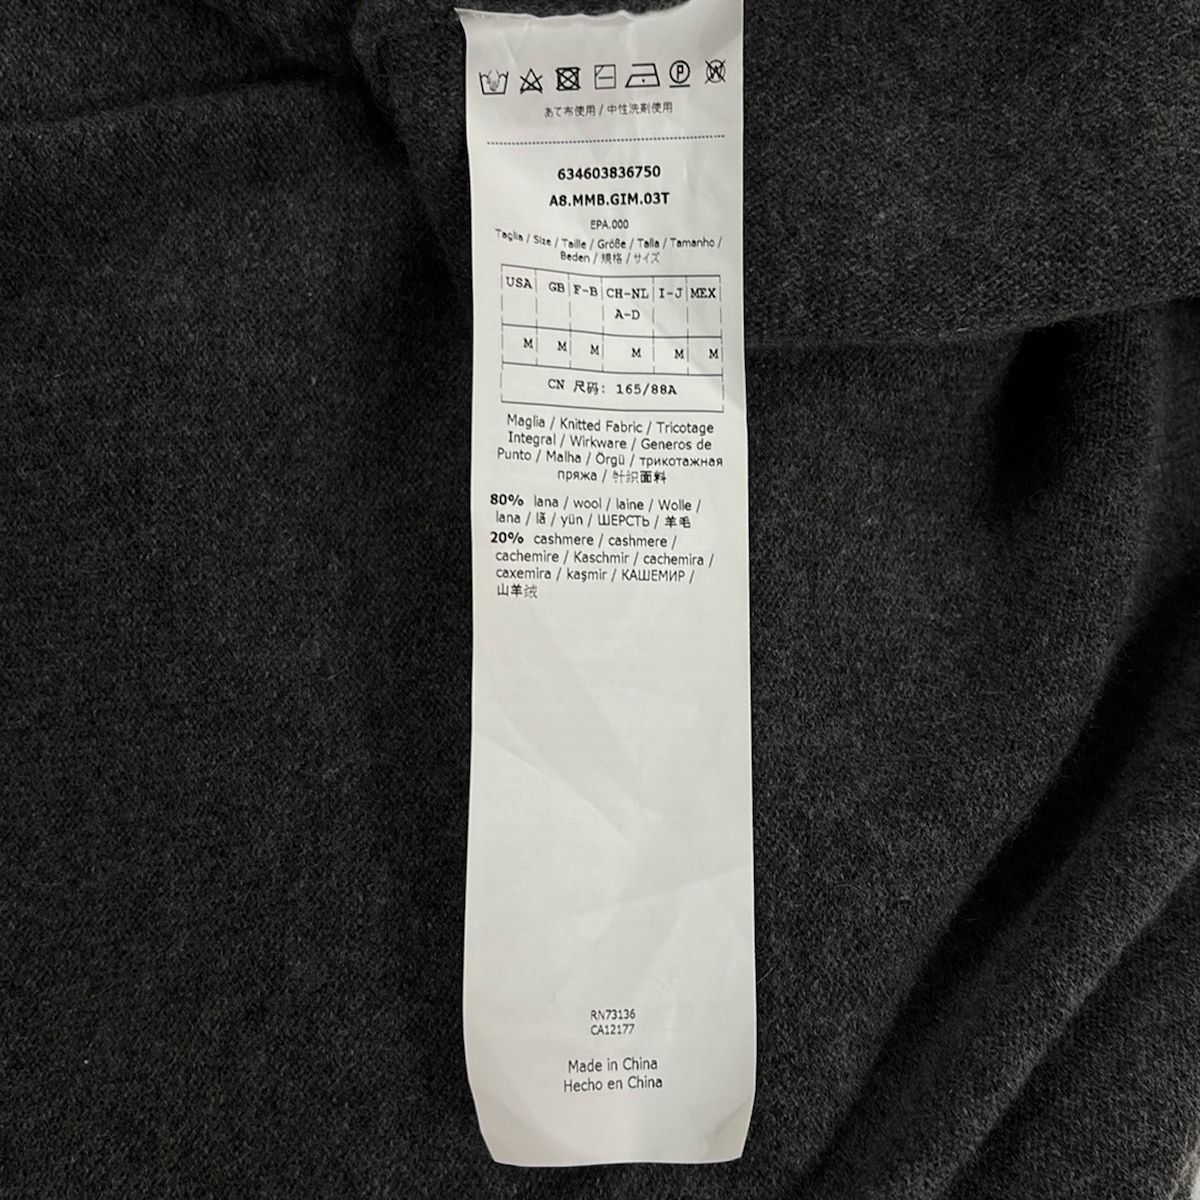 あて布使用 / 中性洗剤使用
634603836750
A8.MMB.GIM.03T
EPA.000
Taglia / Size / Taille / Größe / Talla / Tamanho /
Beden / 規格 / サイズ
USA GB F-B CH-NL I-J MEX
A-D
M M M M M M
CN 尺码: 165/88A
Maglia / Knitted Fabric / Tricotage
Integral / Wirkware / Generos de
Punto / Malha / Örgü / трикотажная
пряжа / 针织面料
80% lana / wool / laine / Wolle /
lana / lã / yün / ШЕРСТЬ / 羊毛
20% cashmere / cashmere /
cachemire / Kaschmir / cachemira /
caxemira / kaşmir / КАШЕМИР /
山羊绒
RN73136
CA12177
Made in China
Hecho en China